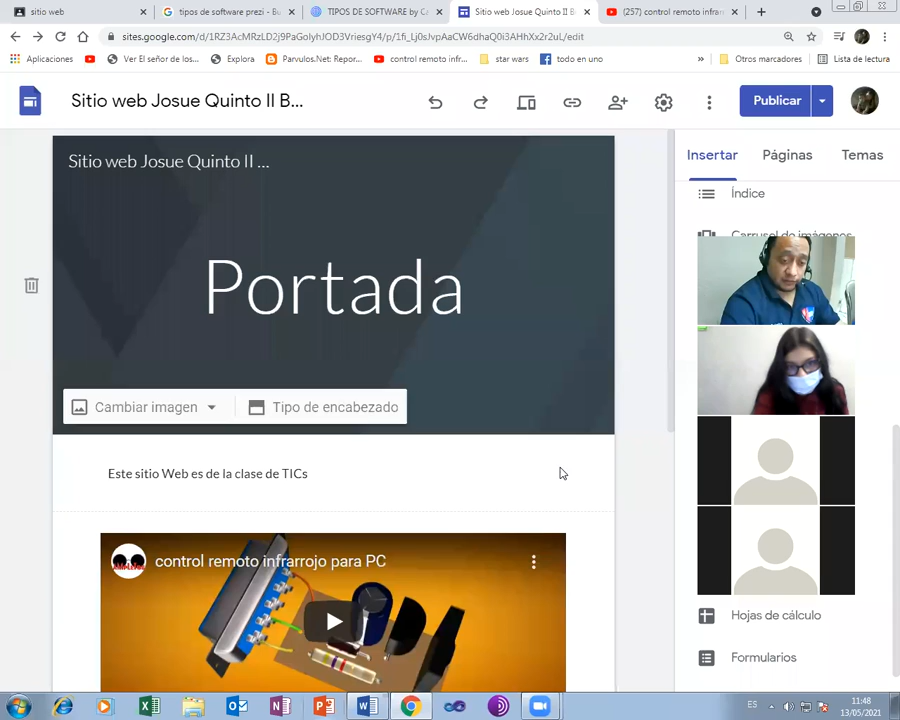 sitio web
tipos de software prezi - Bu
TIPOS DE SOFTWARE by Ca
Sitio web Josue Quinto II B
(257) control remoto infrar
sites.google.com/d/1RZ3AcMRzLD2j9PaGolyhJOD3VriesgY4/p/1fi_Lj0sJvpAaCW6dhaQ0i3AHhXx2r2uL/edit
Aplicaciones
Ver El señor de los...
Explora
Parvulos.Net: Repor...
control remoto infr...
star wars
todo en uno
»
Otros marcadores
Lista de lectura
Sitio web Josue Quinto II B...
Publicar
Sitio web Josue Quinto II ...
Insertar
Páginas
Temas
Índice
Carrusel de imágenes
Portada
Cambiar imagen
Tipo de encabezado
Este sitio Web es de la clase de TICs
control remoto infrarrojo para PC
Hojas de cálculo
Formularios
ES
11:48
13/05/2021